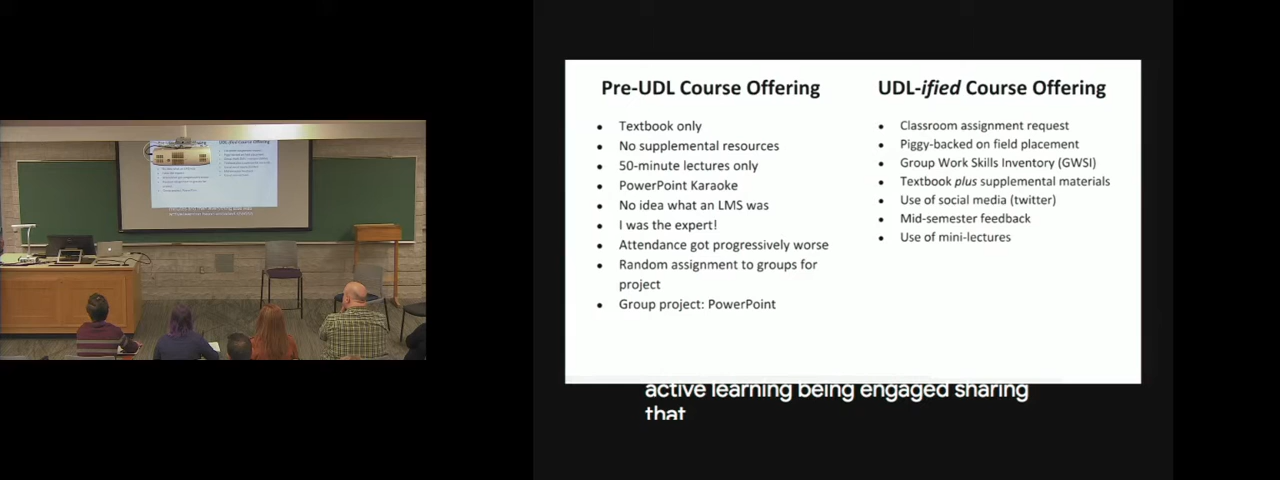 Pre-UDL Course Offering
Textbook only
No supplemental resources
50-minute lectures only
PowerPoint Karaoke
No idea what an LMS was
I was the expert!
Attendance got progressively worse
Random assignment to groups for
project
Group project: PowerPoint
UDL-ified Course Offering
Classroom assignment request
Piggy-backed on field placement
Group Work Skills Inventory (GWSI)
Textbook plus supplemental materials
Use of social media (twitter)
Mid-semester feedback
Use of mini-lectures
active learning being engaged sharing
that